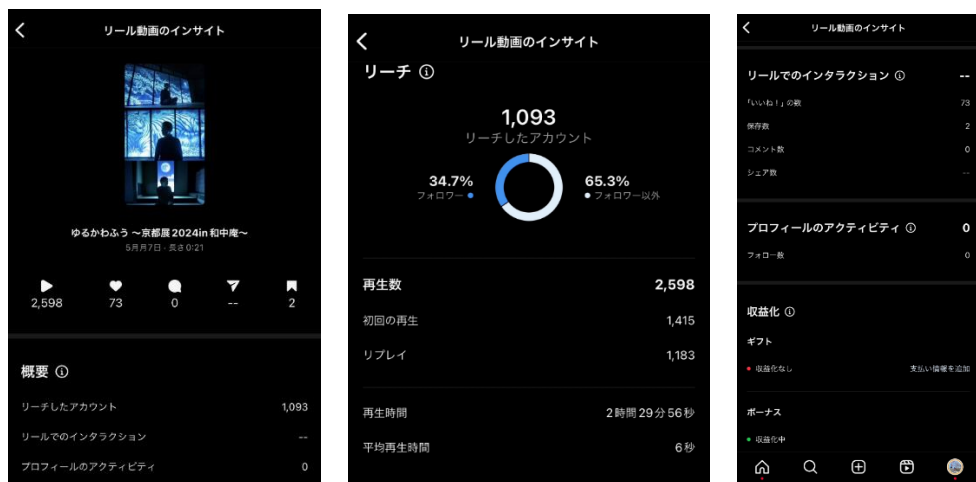 リール動画のインサイト
ゆるかわふう 〜京都展2024in 和中庵〜
5月7日 · 長さ0:21
2,598 73 0 -- 2
概要
リーチしたアカウント 1,093
リールでのインタラクション --
プロフィールのアクティビティ 0
リール動画のインサイト
リーチ
1,093
リーチしたアカウント
34.7% 65.3%
フォロワー フォロワー以外
再生数 2,598
初回の再生 1,415
リプレイ 1,183
再生時間 2時間29分56秒
平均再生時間 6秒
リール動画のインサイト
リールでのインタラクション --
「いいね！」の数 73
保存数 2
コメント数 0
シェア数 --
プロフィールのアクティビティ 0
フォロー数 0
収益化
ギフト
収益化なし 支払い情報を追加
ボーナス
収益化中